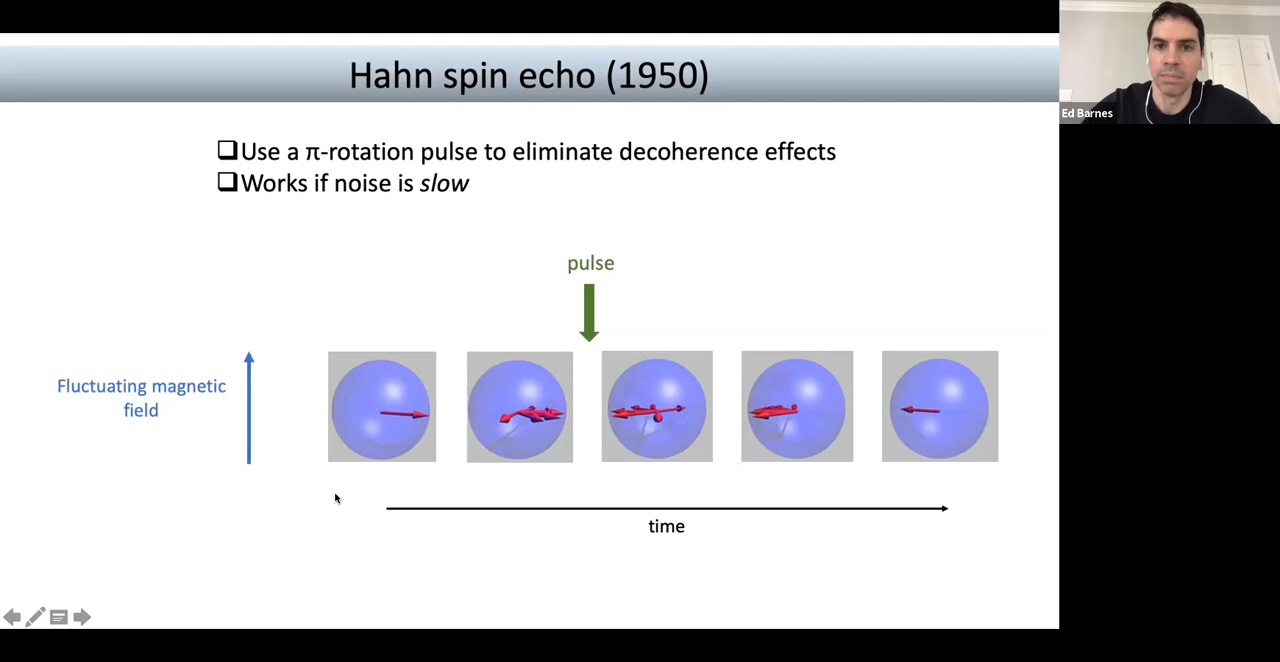 Hahn spin echo (1950)
Ed Barnes
Use a π-rotation pulse to eliminate decoherence effects
Works if noise is slow
pulse
Fluctuating magnetic
field
time